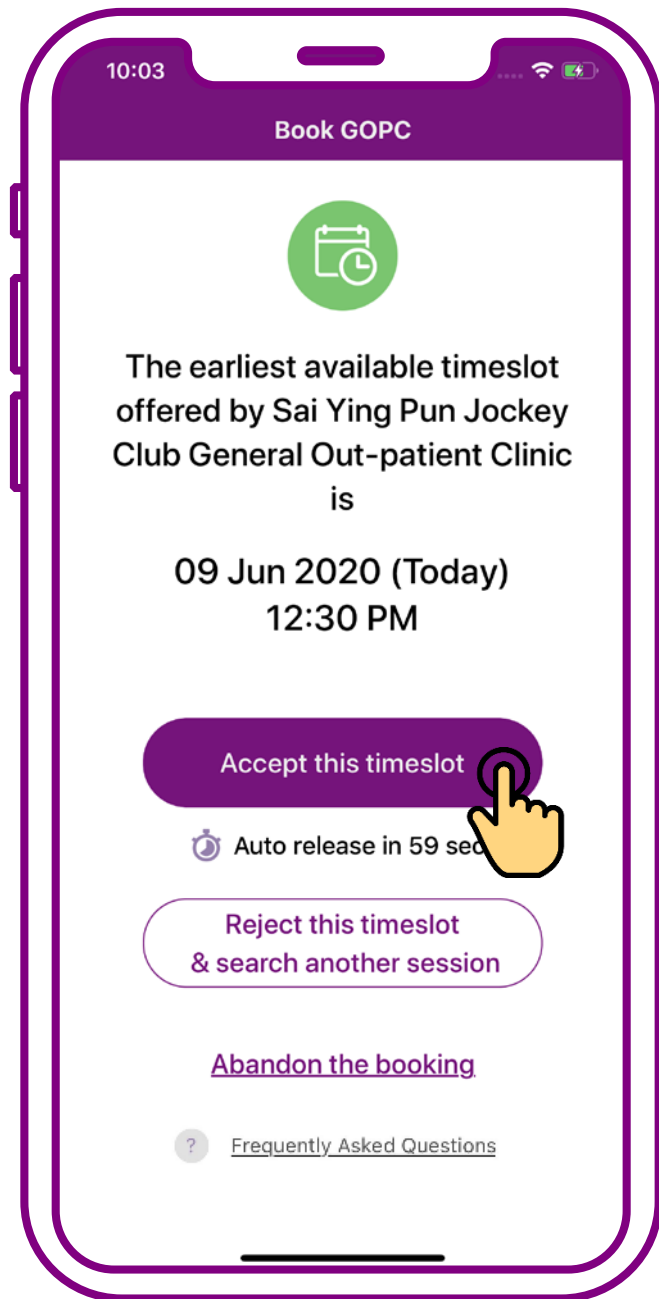 10:03
Book GOPC
The earliest available timeslot
offered by Sai Ying Pun Jockey
Club General Out-patient Clinic
is
09 Jun 2020 (Today)
12:30 PM
Accept this timeslot
Auto release in 59 sec
Reject this timeslot
& search another session
Abandon the booking
? Frequently Asked Questions